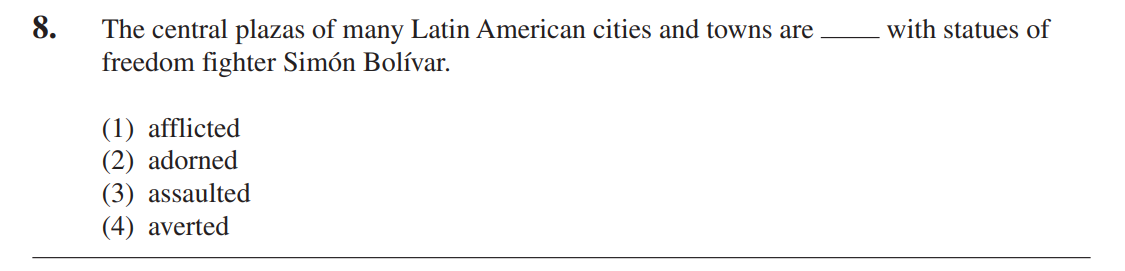 8. The central plazas of many Latin American cities and towns are _____ with statues of
freedom fighter Simón Bolívar.
(1) afflicted
(2) adorned
(3) assaulted
(4) averted